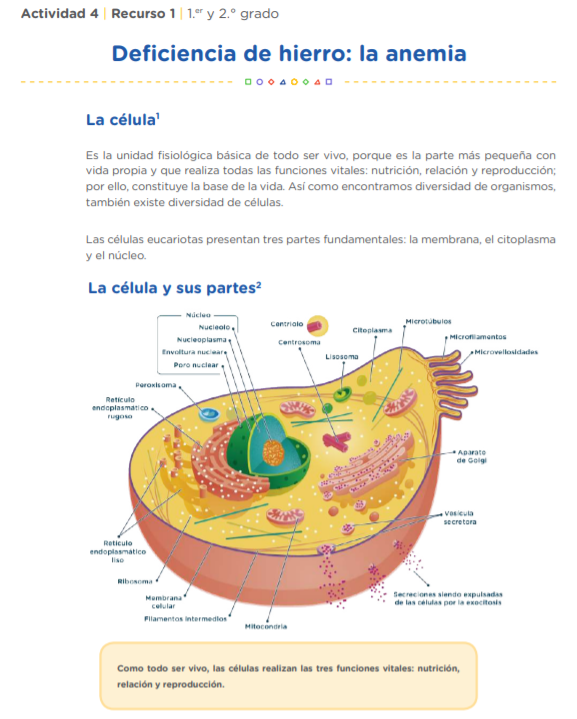 Actividad 4 | Recurso 1 | 1.er y 2.° grado
Deficiencia de hierro: la anemia
La célula1
Es la unidad fisiológica básica de todo ser vivo, porque es la parte más pequeña con
vida propia y que realiza todas las funciones vitales: nutrición, relación y reproducción;
por ello, constituye la base de la vida. Así como encontramos diversidad de organismos,
también existe diversidad de células.
Las células eucariotas presentan tres partes fundamentales: la membrana, el citoplasma
y el núcleo.
La célula y sus partes2
Núcleo
Nucleolo
Nucleoplasma
Envoltura nuclear
Poro nuclear
Centriolo
Centrosoma
Lisosoma
Citoplasma
Microtúbulos
Microfilamentos
Microvellosidades
Peroxisoma
Retículo
endoplasmático
rugoso
Aparato
de Golgi
Vesícula
secretora
Retículo
endoplasmático
liso
Ribosoma
Membrana
celular
Filamentos intermedios
Mitocondria
Secreciones siendo expulsadas
de las células por la exocitosis
Como todo ser vivo, las células realizan las tres funciones vitales: nutrición,
relación y reproducción.